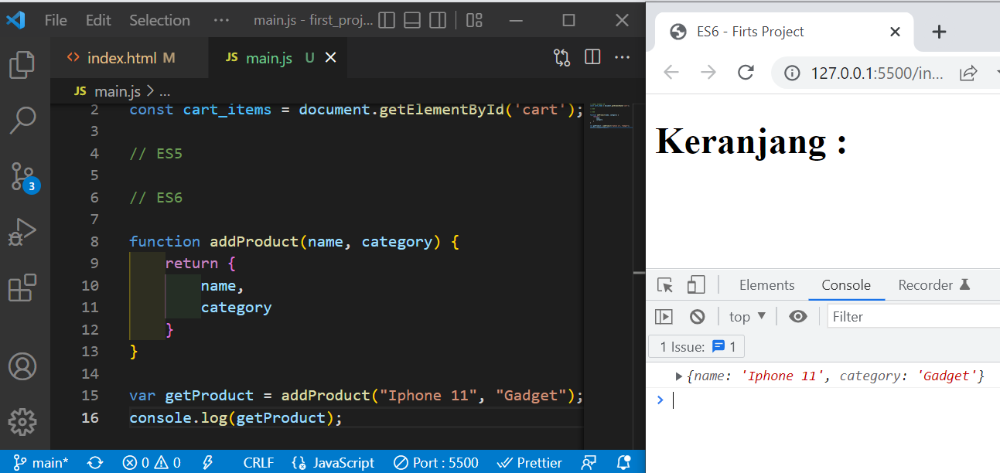 File Edit Selection ··· main.js - first_proj...
index.html M JS main.js U
JS main.js > ...
2 const cart_items = document.getElementById('cart');
3
4 // ES5
5
6 // ES6
7
8 function addProduct(name, category) {
9 return {
10 name,
11 category
12 }
13 }
14
15 var getProduct = addProduct("Iphone 11", "Gadget");
16 console.log(getProduct);
3
main* 0 0 CRLF JavaScript Port : 5500 Prettier
ES6 - Firts Project
127.0.0.1:5500/in...
Keranjang :
Elements Console Recorder
top Filter
1 Issue: 1
{name: 'Iphone 11', category: 'Gadget'}